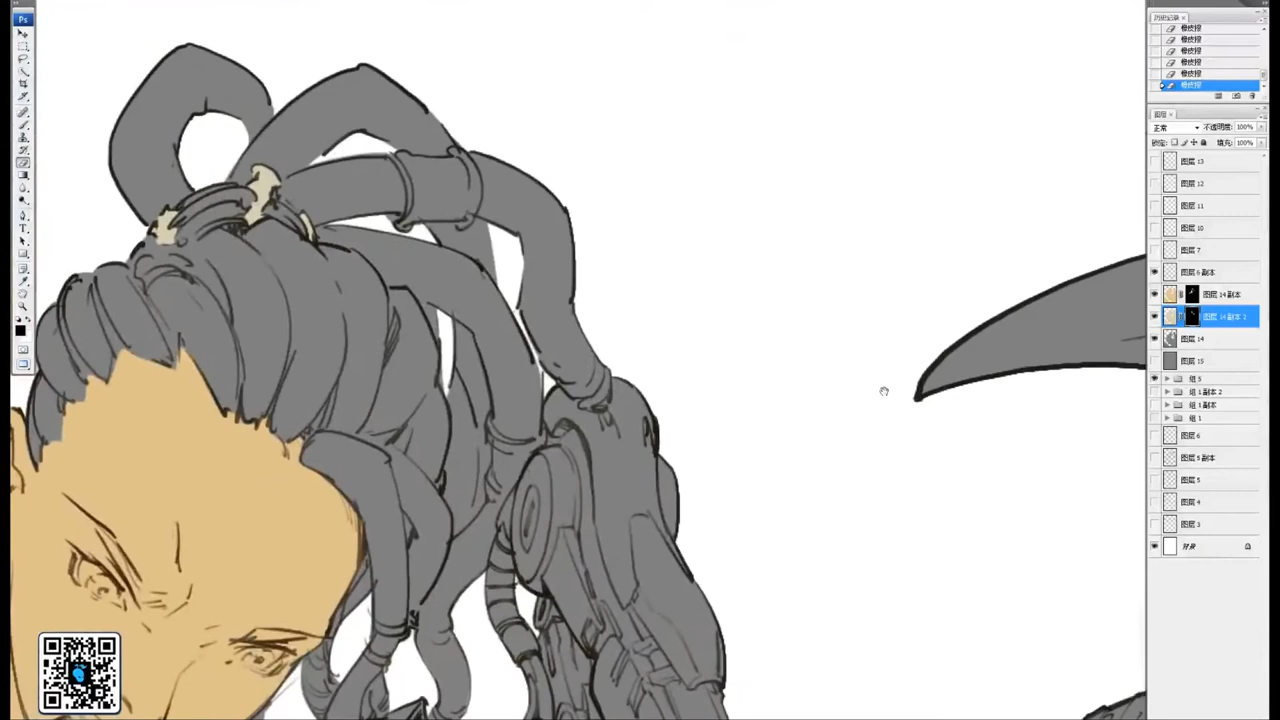 Ps
历史记录
橡皮擦
橡皮擦
橡皮擦
橡皮擦
橡皮擦
橡皮擦
图层
正常 不透明度: 100%
锁定: 填充: 100%
图层 13
图层 12
图层 11
图层 10
图层 7
图层 6 副本
图层 14 副本
图层 14 副本 2
图层 14
图层 15
组 5
组 1 副本 2
组 1 副本
组 1
图层 6
图层 5 副本
图层 5
图层 4
图层 3
背景